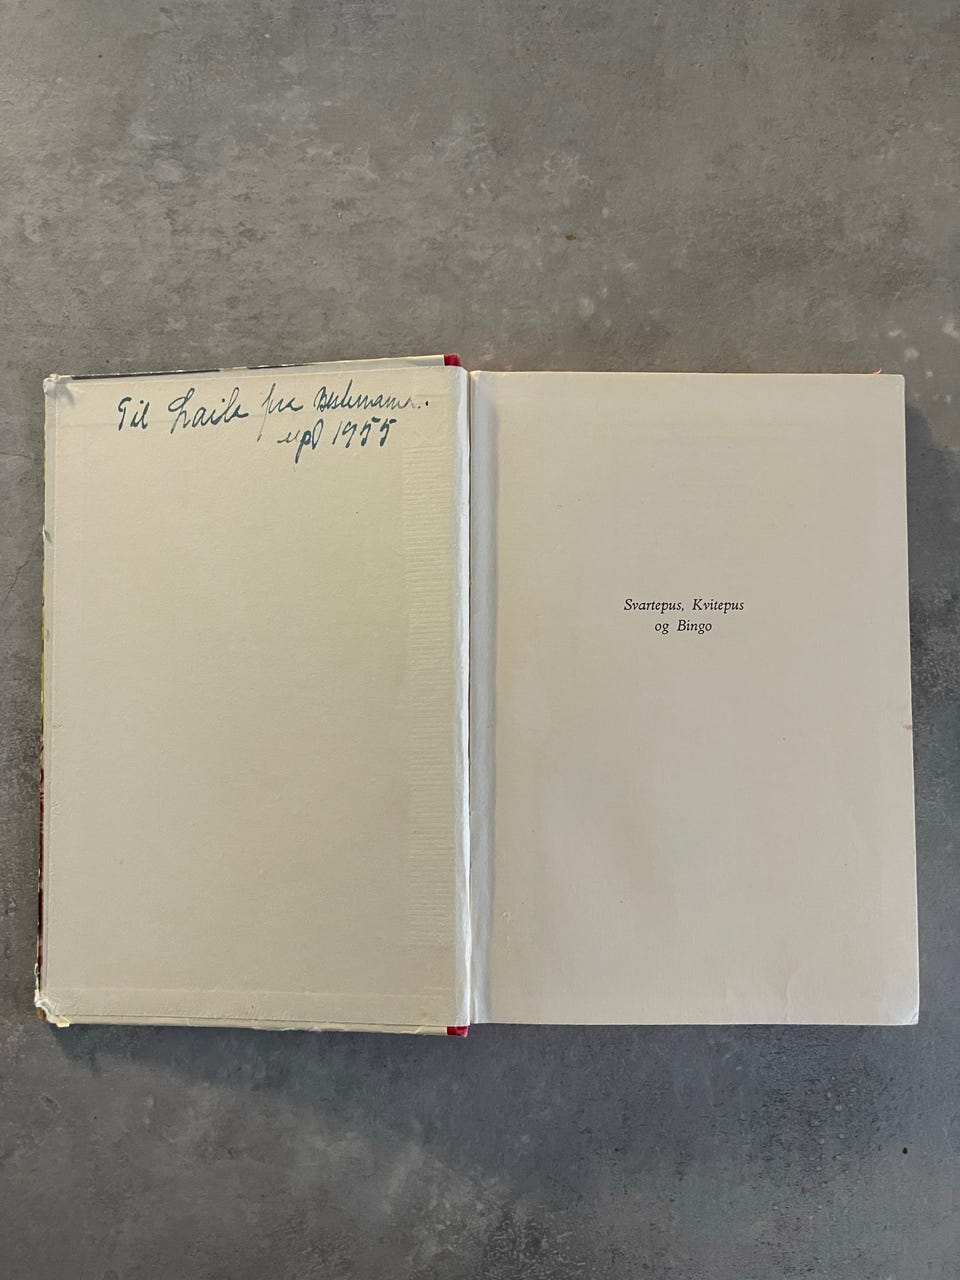 Til Laila fra Bestemama.
1955
Svartepus, Kvitepus
og Bingo